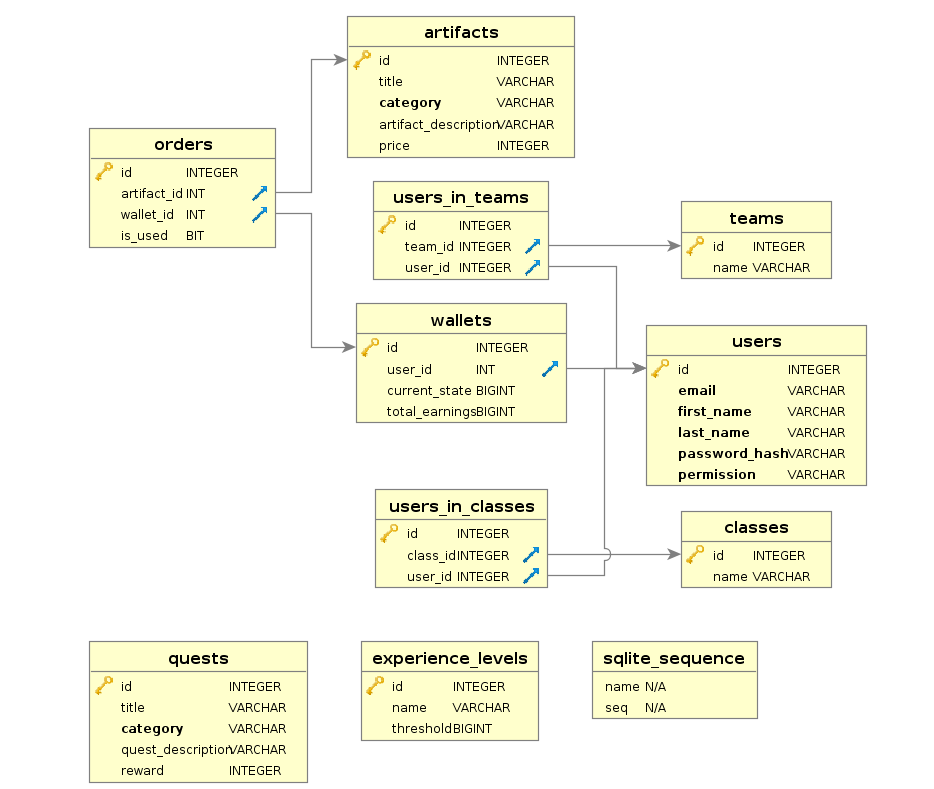 artifacts
id INTEGER
title VARCHAR
category VARCHAR
artifact_description VARCHAR
price INTEGER
orders
id INTEGER
artifact_id INT
wallet_id INT
is_used BIT
users_in_teams
id INTEGER
team_id INTEGER
user_id INTEGER
teams
id INTEGER
name VARCHAR
wallets
id INTEGER
user_id INT
current_state BIGINT
total_earnings BIGINT
users
id INTEGER
email VARCHAR
first_name VARCHAR
last_name VARCHAR
password_hash VARCHAR
permission VARCHAR
users_in_classes
id INTEGER
class_id INTEGER
user_id INTEGER
classes
id INTEGER
name VARCHAR
quests
id INTEGER
title VARCHAR
category VARCHAR
quest_description VARCHAR
reward INTEGER
experience_levels
id INTEGER
name VARCHAR
threshold BIGINT
sqlite_sequence
name N/A
seq N/A